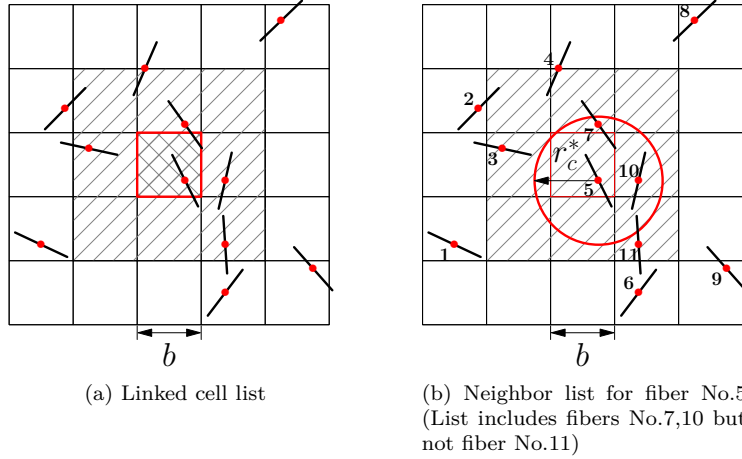 8
4
2
7
3
r*c
10
5
1
11
6
9
b
b
(a) Linked cell list
(b) Neighbor list for fiber No.5
(List includes fibers No.7,10 but
not fiber No.11)